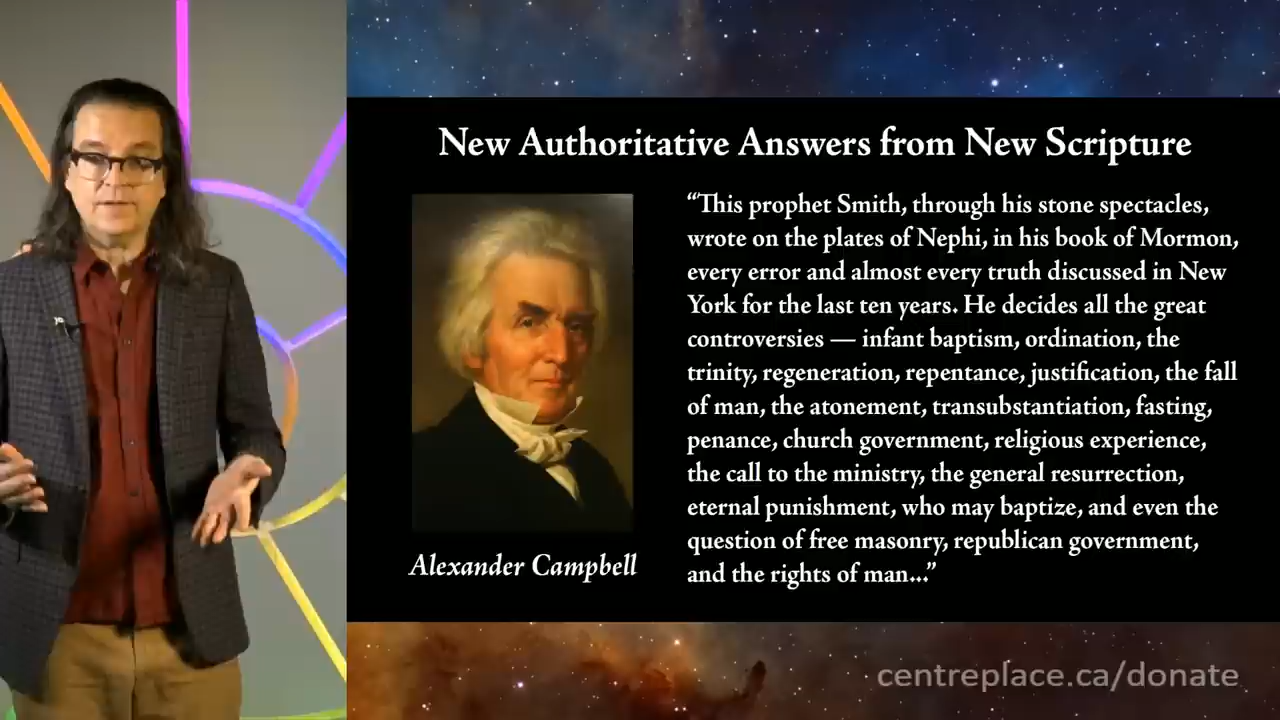 New Authoritative Answers from New Scripture
“This prophet Smith, through his stone spectacles,
wrote on the plates of Nephi, in his book of Mormon,
every error and almost every truth discussed in New
York for the last ten years. He decides all the great
controversies — infant baptism, ordination, the
trinity, regeneration, repentance, justification, the fall
of man, the atonement, transubstantiation, fasting,
penance, church government, religious experience,
the call to the ministry, the general resurrection,
eternal punishment, who may baptize, and even the
question of free masonry, republican government,
and the rights of man...”
Alexander Campbell
centreplace.ca/donate